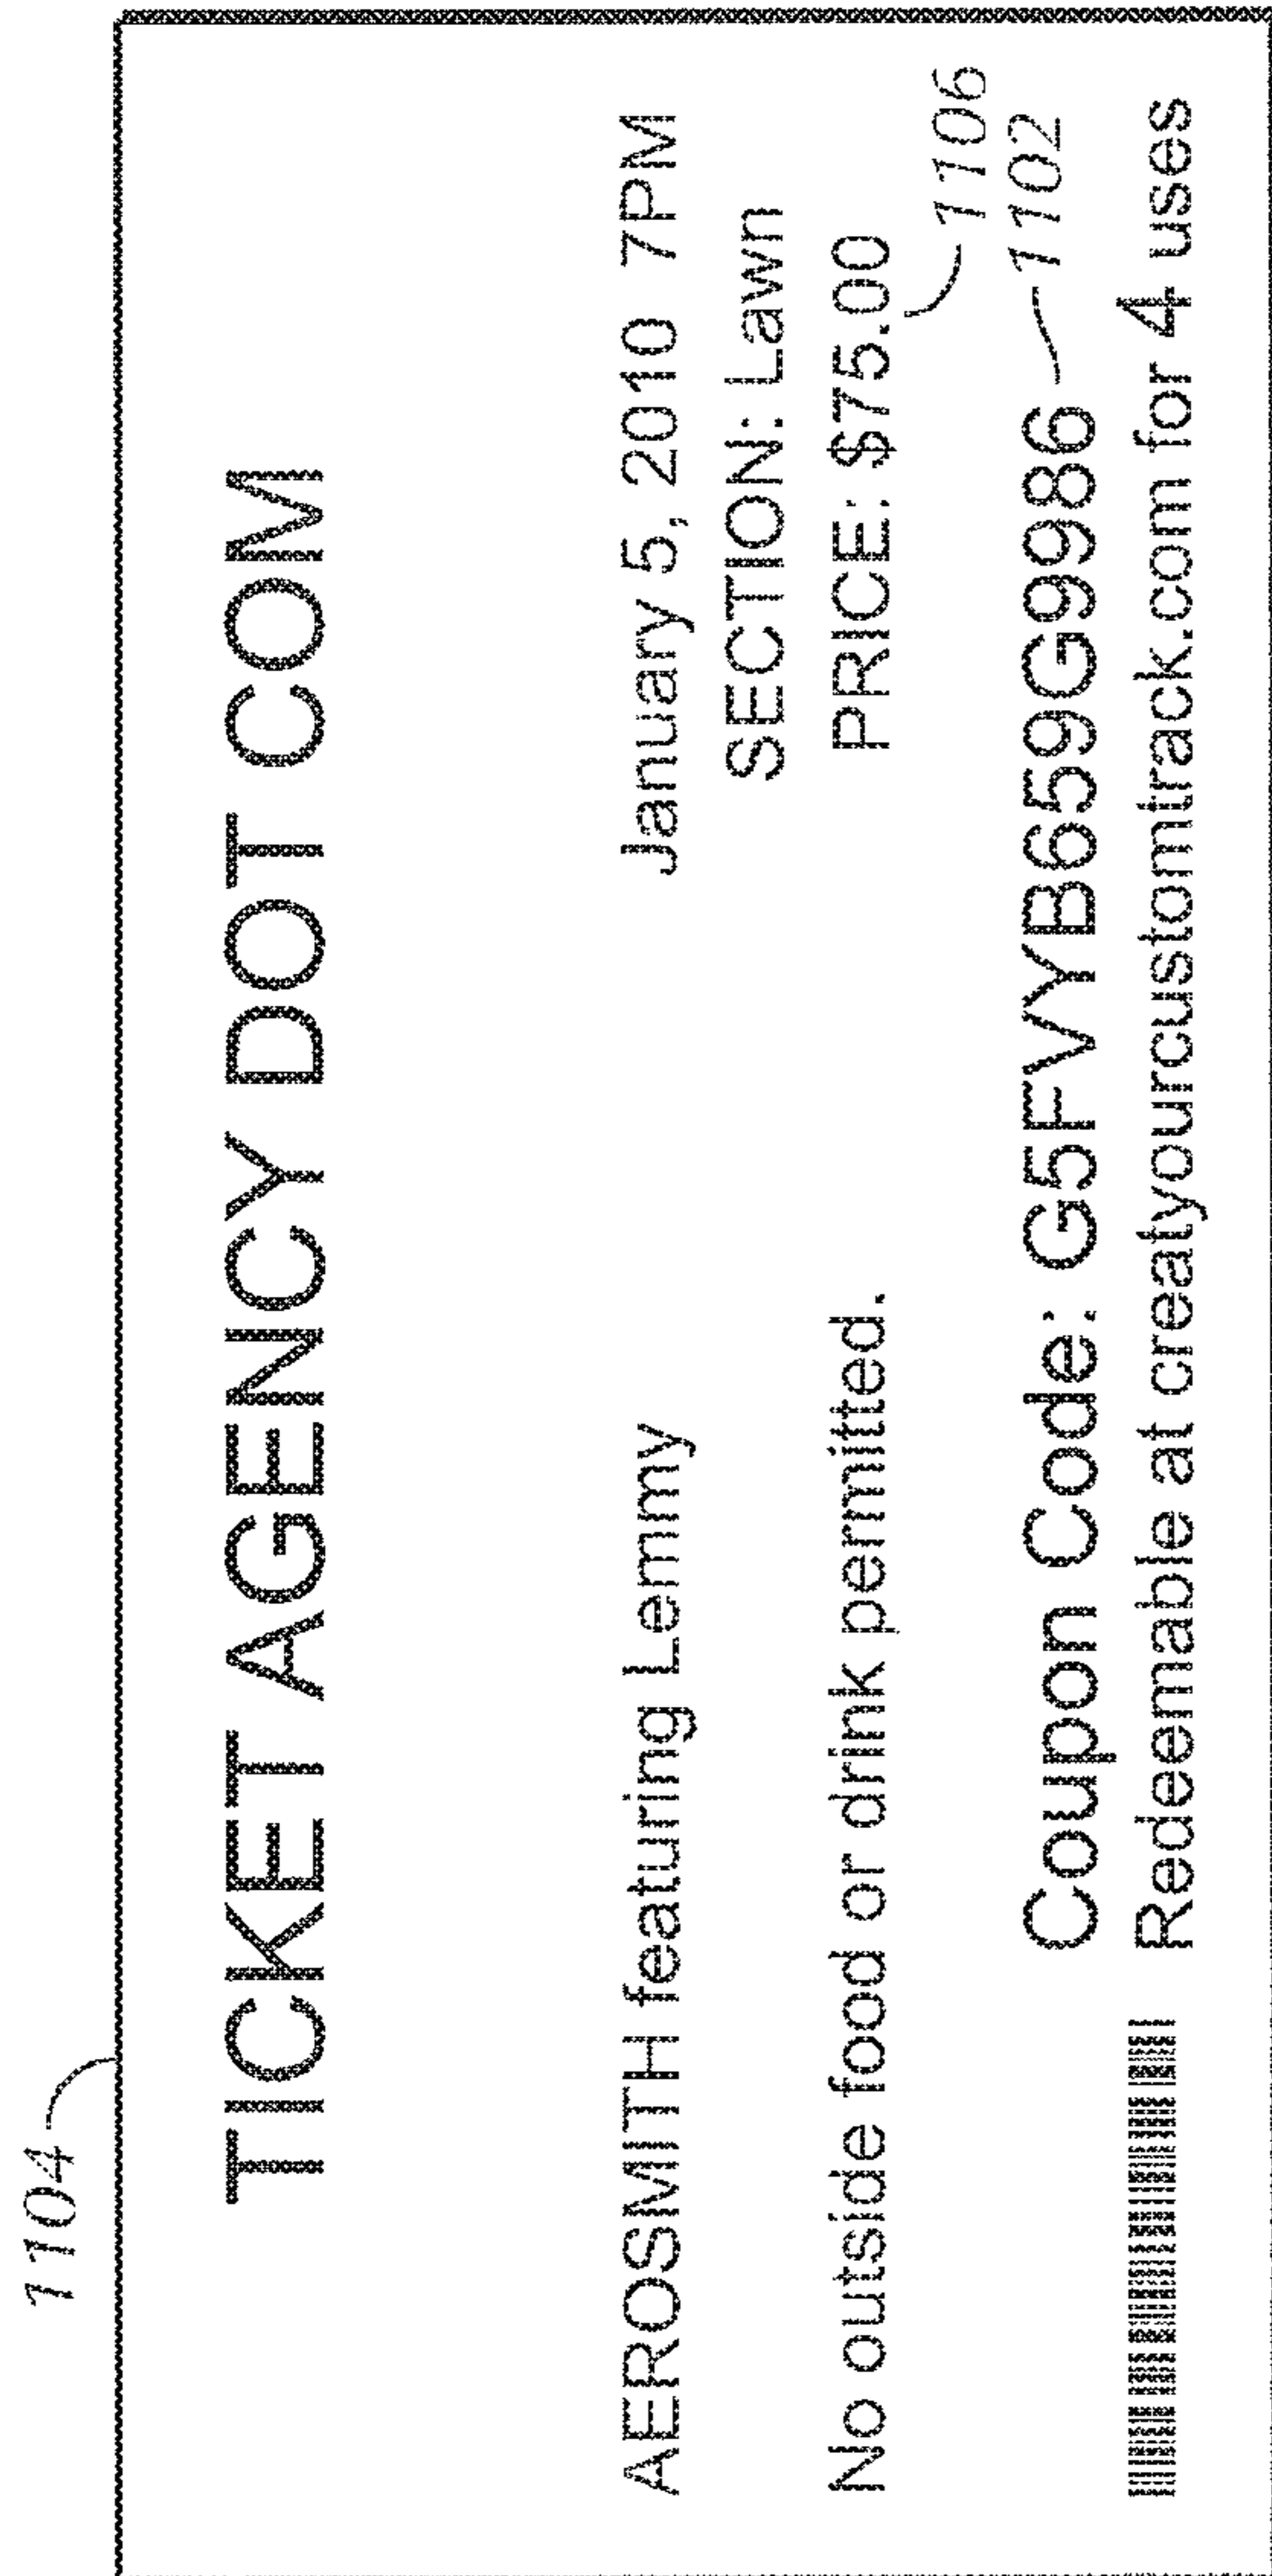 1104
TICKET AGENCY DOT COM
AEROSMITH featuring Lemmy January 5, 2010 7PM
SECTION: Lawn
No outside food or drink permitted. PRICE: $75.00
1106
Coupon Code: G5FVYB659G9986 1102
Redeemable at creatyourcustomtrack.com for 4 uses